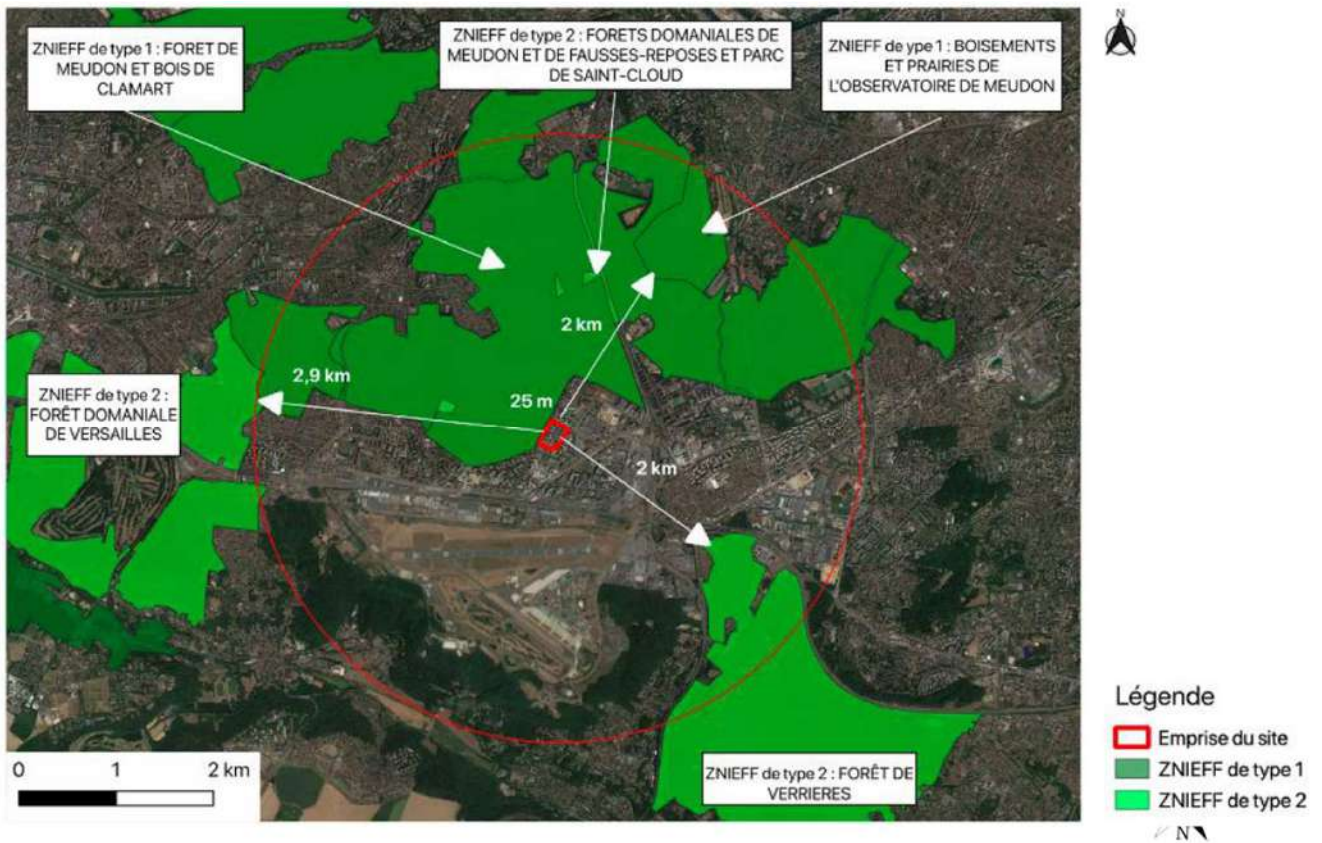 ZNIEFF de type 1 : FORET DE
MEUDON ET BOIS DE
CLAMART
ZNIEFF de type 2 : FORETS DOMANIALES DE
MEUDON ET DE FAUSSES-REPOSES ET PARC
DE SAINT-CLOUD
ZNIEFF de ype 1 : BOISEMENTS
ET PRAIRIES DE
L'OBSERVATOIRE DE MEUDON
N
2 km
2,9 km
25 m
ZNIEFF de type 2 :
FORÊT DOMANIALE
DE VERSAILLES
2 km
0 1 2 km
ZNIEFF de type 2 : FORÊT DE
VERRIERES
Légende
Emprise du site
ZNIEFF de type 1
ZNIEFF de type 2
N